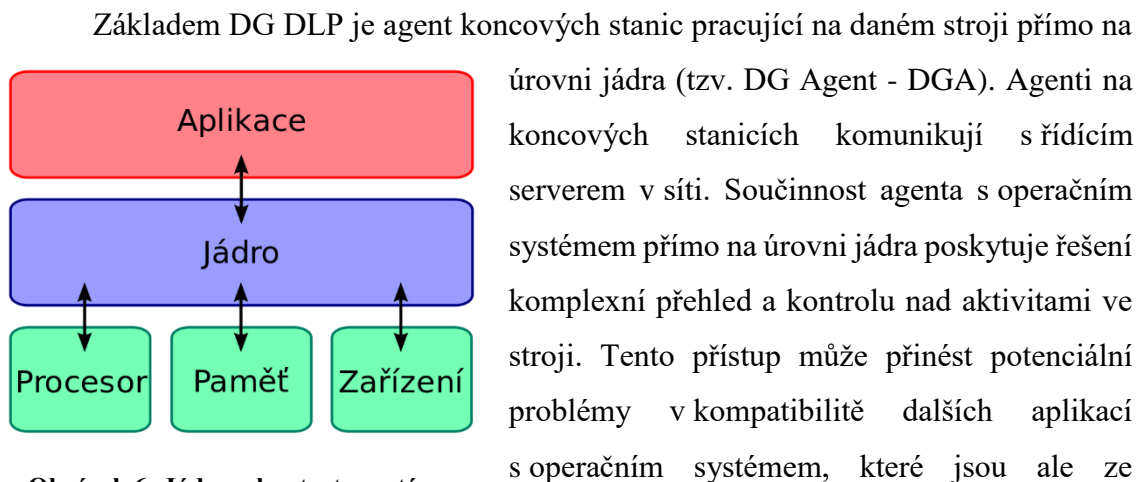 Základem DG DLP je agent koncových stanic pracující na daném stroji přímo na
úrovni jádra (tzv. DG Agent - DGA). Agenti na
koncových stanicích komunikují s řídícím
serverem v síti. Součinnost agenta s operačním
systémem přímo na úrovni jádra poskytuje řešení
komplexní přehled a kontrolu nad aktivitami ve
stroji. Tento přístup může přinést potenciální
problémy v kompatibilitě dalších aplikací
s operačním systémem, které jsou ale ze
Aplikace
Jádro
Procesor Paměť Zařízení